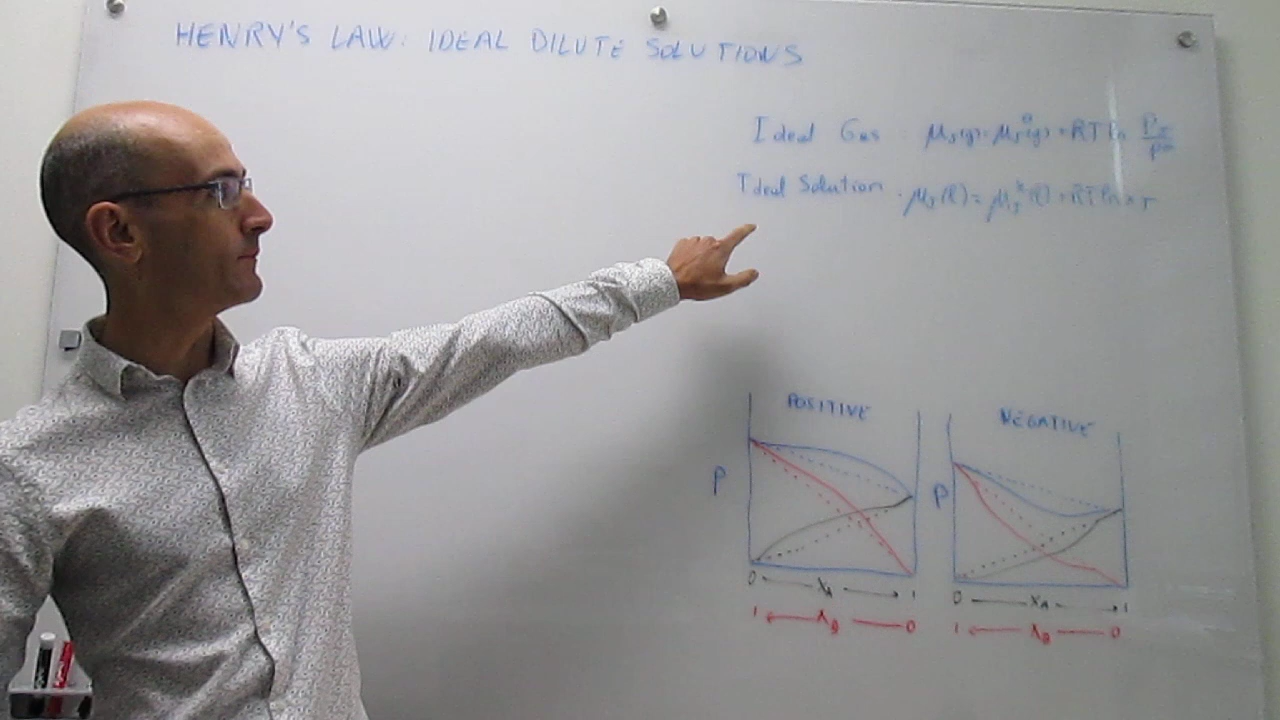 HENRY'S LAW: IDEAL DILUTE SOLUTIONS
Ideal Gas : μJ(g) = μJ°(g) + RT ln PJ/P°
Ideal Solution : μJ(l) = μJ*(l) + RT ln xJ
POSITIVE
NEGATIVE
P
P
0 xA 1
0 xA 1
1 xB 0
1 xB 0